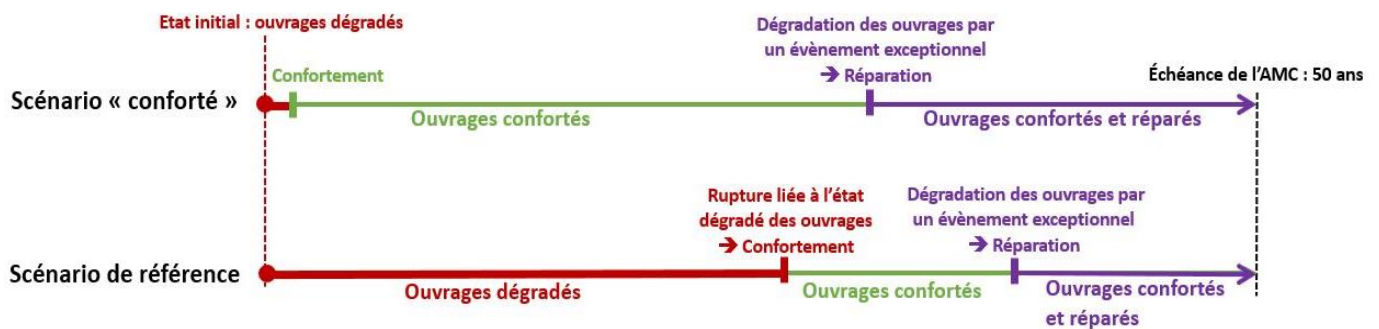 Etat initial : ouvrages dégradés
Dégradation des ouvrages par
un évènement exceptionnel
➔ Réparation
Confortement
Échéance de l’AMC : 50 ans
Scénario « conforté »
Ouvrages confortés
Ouvrages confortés et réparés
Rupture liée à l’état
dégradé des ouvrages
➔ Confortement
Dégradation des ouvrages par
un évènement exceptionnel
➔ Réparation
Scénario de référence
Ouvrages dégradés
Ouvrages confortés
Ouvrages confortés
et réparés